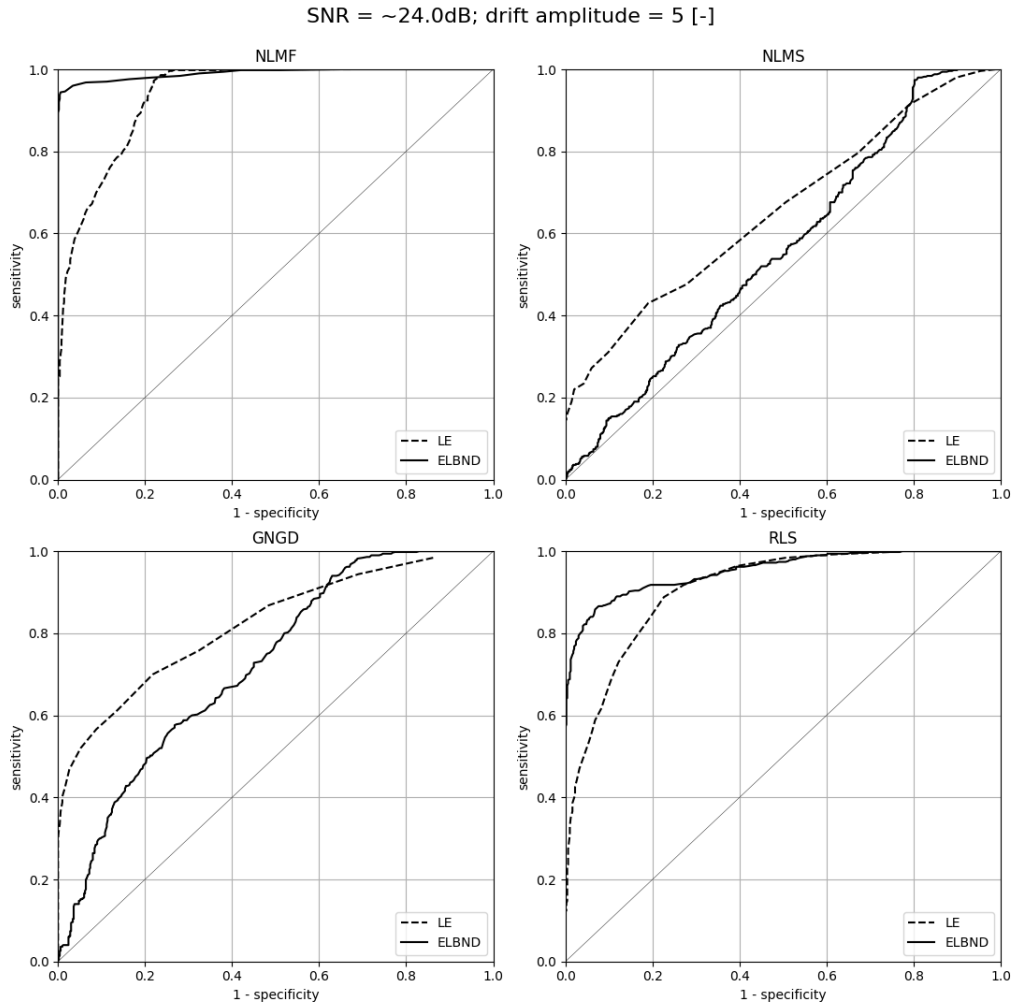 SNR = ~24.0dB; drift amplitude = 5 [-]
NLMF
1.0
0.8
0.6
0.4
0.2
0.0
sensitivity
LE
ELBND
0.0 0.2 0.4 0.6 0.8 1.0
1 - specificity
NLMS
1.0
0.8
0.6
0.4
0.2
0.0
sensitivity
LE
ELBND
0.0 0.2 0.4 0.6 0.8 1.0
1 - specificity
GNGD
1.0
0.8
0.6
0.4
0.2
0.0
sensitivity
LE
ELBND
0.0 0.2 0.4 0.6 0.8 1.0
1 - specificity
RLS
1.0
0.8
0.6
0.4
0.2
0.0
sensitivity
LE
ELBND
0.0 0.2 0.4 0.6 0.8 1.0
1 - specificity